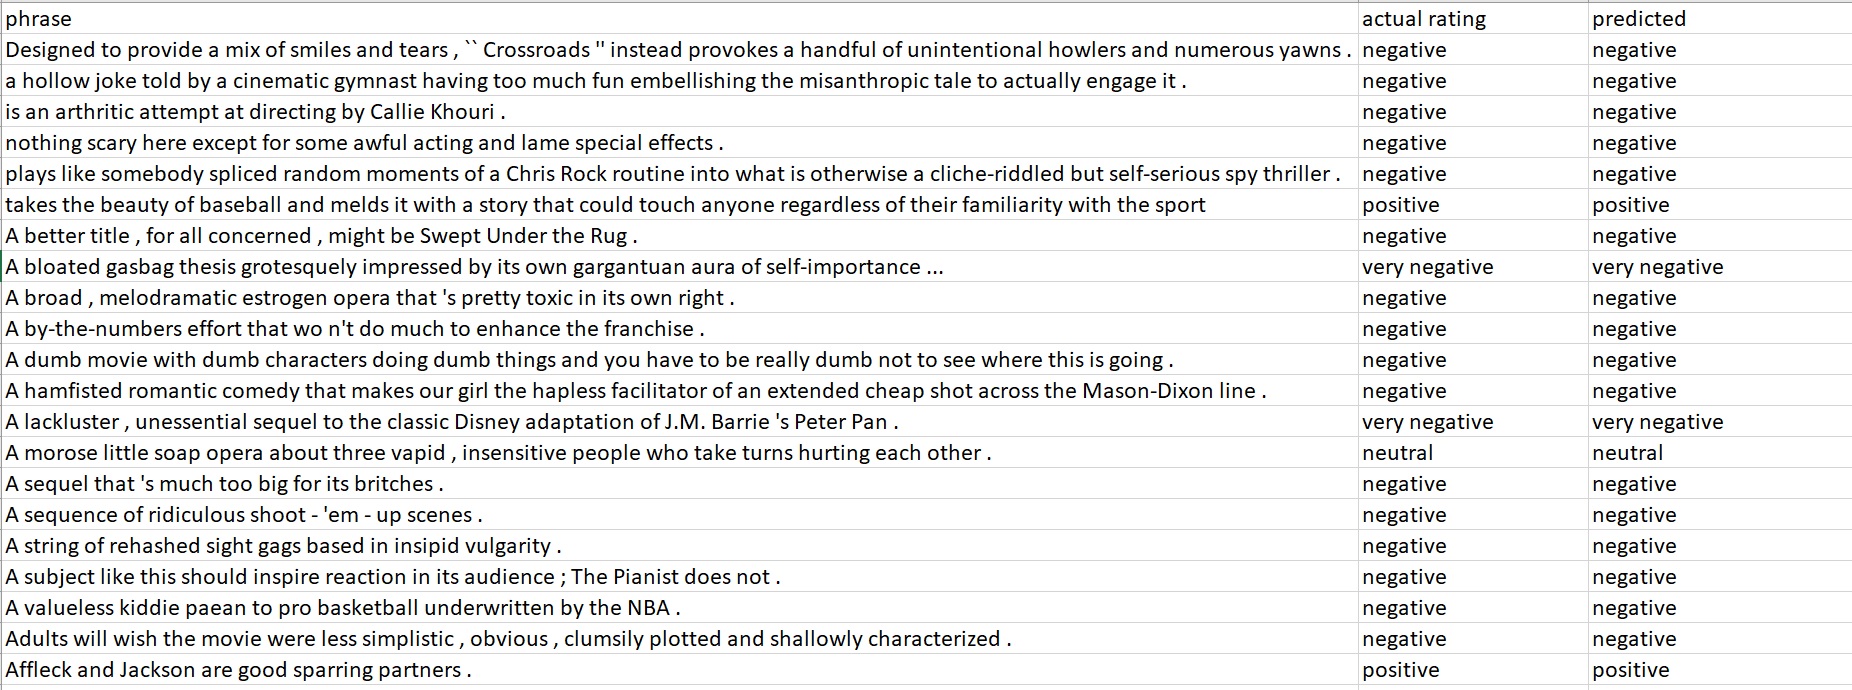 phrase actual rating predicted
Designed to provide a mix of smiles and tears , `` Crossroads '' instead provokes a handful of unintentional howlers and numerous yawns . negative negative
a hollow joke told by a cinematic gymnast having too much fun embellishing the misanthropic tale to actually engage it . negative negative
is an arthritic attempt at directing by Callie Khouri . negative negative
nothing scary here except for some awful acting and lame special effects . negative negative
plays like somebody spliced random moments of a Chris Rock routine into what is otherwise a cliche-riddled but self-serious spy thriller . negative negative
takes the beauty of baseball and melds it with a story that could touch anyone regardless of their familiarity with the sport positive positive
A better title , for all concerned , might be Swept Under the Rug . negative negative
A bloated gasbag thesis grotesquely impressed by its own gargantuan aura of self-importance ... very negative very negative
A broad , melodramatic estrogen opera that 's pretty toxic in its own right . negative negative
A by-the-numbers effort that wo n't do much to enhance the franchise . negative negative
A dumb movie with dumb characters doing dumb things and you have to be really dumb not to see where this is going . negative negative
A hamfisted romantic comedy that makes our girl the hapless facilitator of an extended cheap shot across the Mason-Dixon line . negative negative
A lackluster , unessential sequel to the classic Disney adaptation of J.M. Barrie 's Peter Pan . very negative very negative
A morose little soap opera about three vapid , insensitive people who take turns hurting each other . neutral neutral
A sequel that 's much too big for its britches . negative negative
A sequence of ridiculous shoot - 'em - up scenes . negative negative
A string of rehashed sight gags based in insipid vulgarity . negative negative
A subject like this should inspire reaction in its audience ; The Pianist does not . negative negative
A valueless kiddie paean to pro basketball underwritten by the NBA . negative negative
Adults will wish the movie were less simplistic , obvious , clumsily plotted and shallowly characterized . negative negative
Affleck and Jackson are good sparring partners . positive positive